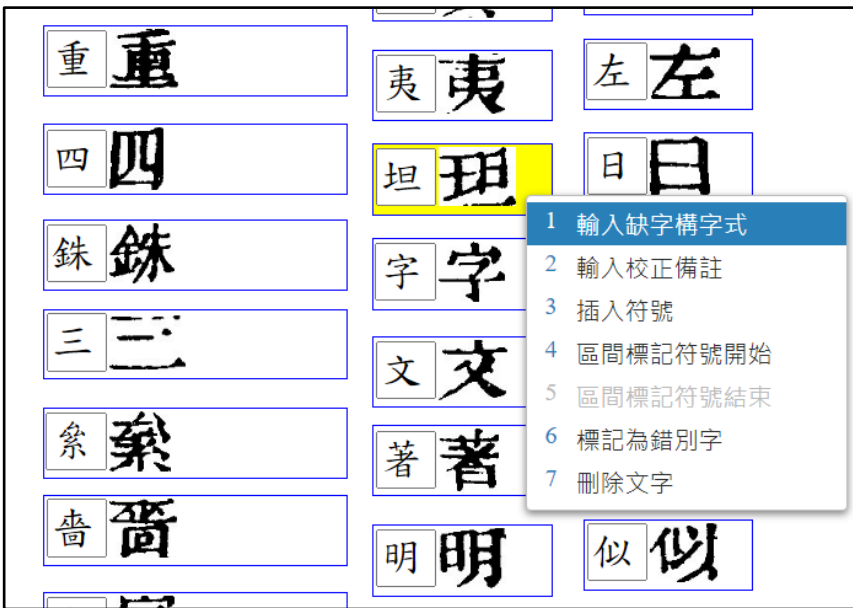 重 重
四 四
銖 銖
三 三
絫 絫
嗇 嗇
夷 夷
坦
字 字
文 文
著 著
明 明
左 左
日 日
似 似
1 輸入缺字構字式
2 輸入校正備註
3 插入符號
4 區間標記符號開始
5 區間標記符號結束
6 標記為錯別字
7 刪除文字